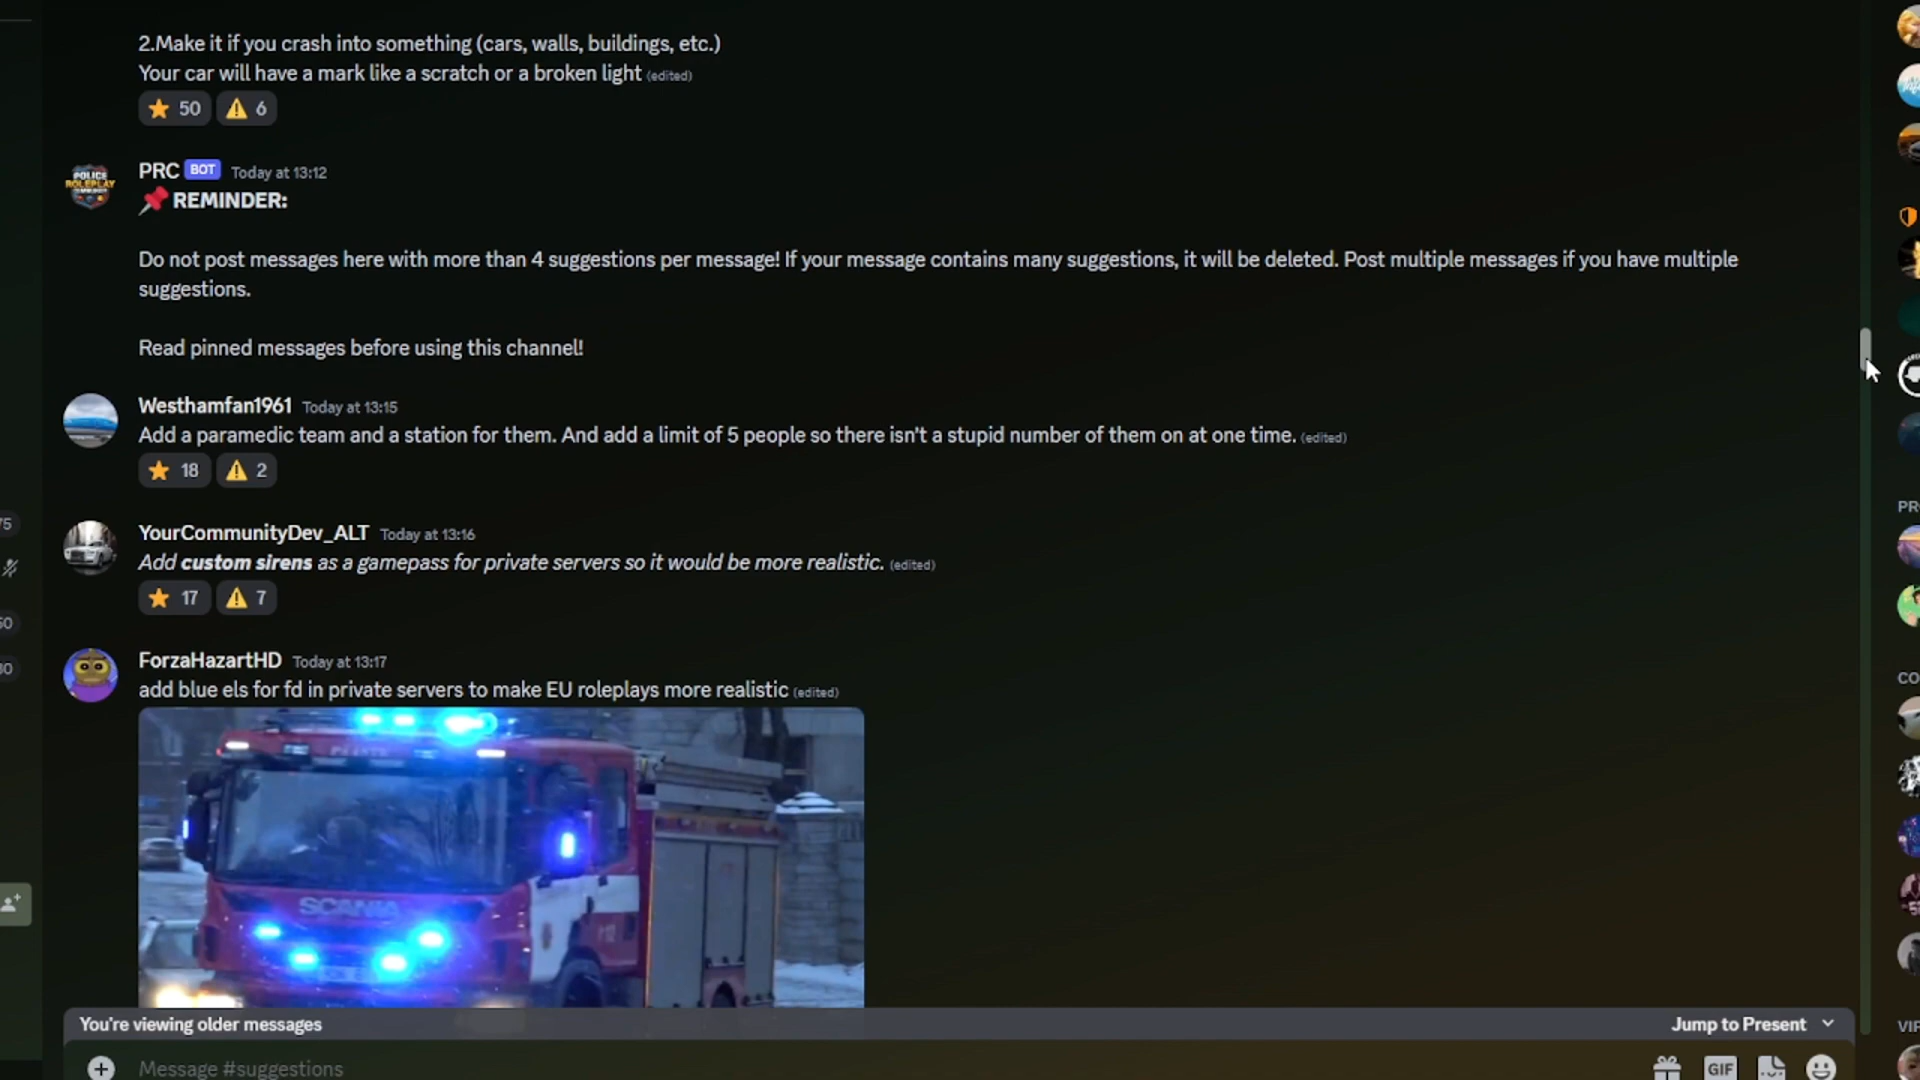 2.Make it if you crash into something (cars, walls, buildings, etc.)
Your car will have a mark like a scratch or a broken light (edited)
50 6
PRC BOT Today at 13:12
POLICE
ROLEPLAY
REMINDER:
Do not post messages here with more than 4 suggestions per message! If your message contains many suggestions, it will be deleted. Post multiple messages if you have multiple
suggestions.
Read pinned messages before using this channel!
Westhamfan1961 Today at 13:15
Add a paramedic team and a station for them. And add a limit of 5 people so there isn't a stupid number of them on at one time. (edited)
18 2
YourCommunityDev_ALT Today at 13:16
Add custom sirens as a gamepass for private servers so it would be more realistic. (edited)
17 7
ForzaHazartHD Today at 13:17
add blue els for fd in private servers to make EU roleplays more realistic (edited)
SCANIA
You're viewing older messages
Jump to Present
Message #suggestions
GIF